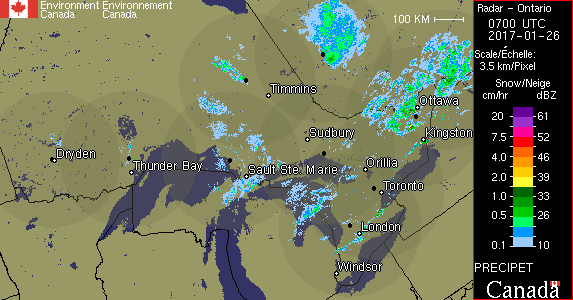 Environment Environnement
Canada Canada
100 KM
Timmins
Ottawa
Sudbury
Kingston
Dryden
Thunder Bay
Sault Ste. Marie
Orillia
Toronto
London
Windsor
Radar - Ontario
0700 UTC
2017-01-26
Scale/Échelle:
3.5 km/Pixel
Snow/Neige
cm/hr dBZ
20 61
7.5 52
4.0 46
2.0 39
1.0 33
0.5 26
0.1 10
PRECIPET
Canada